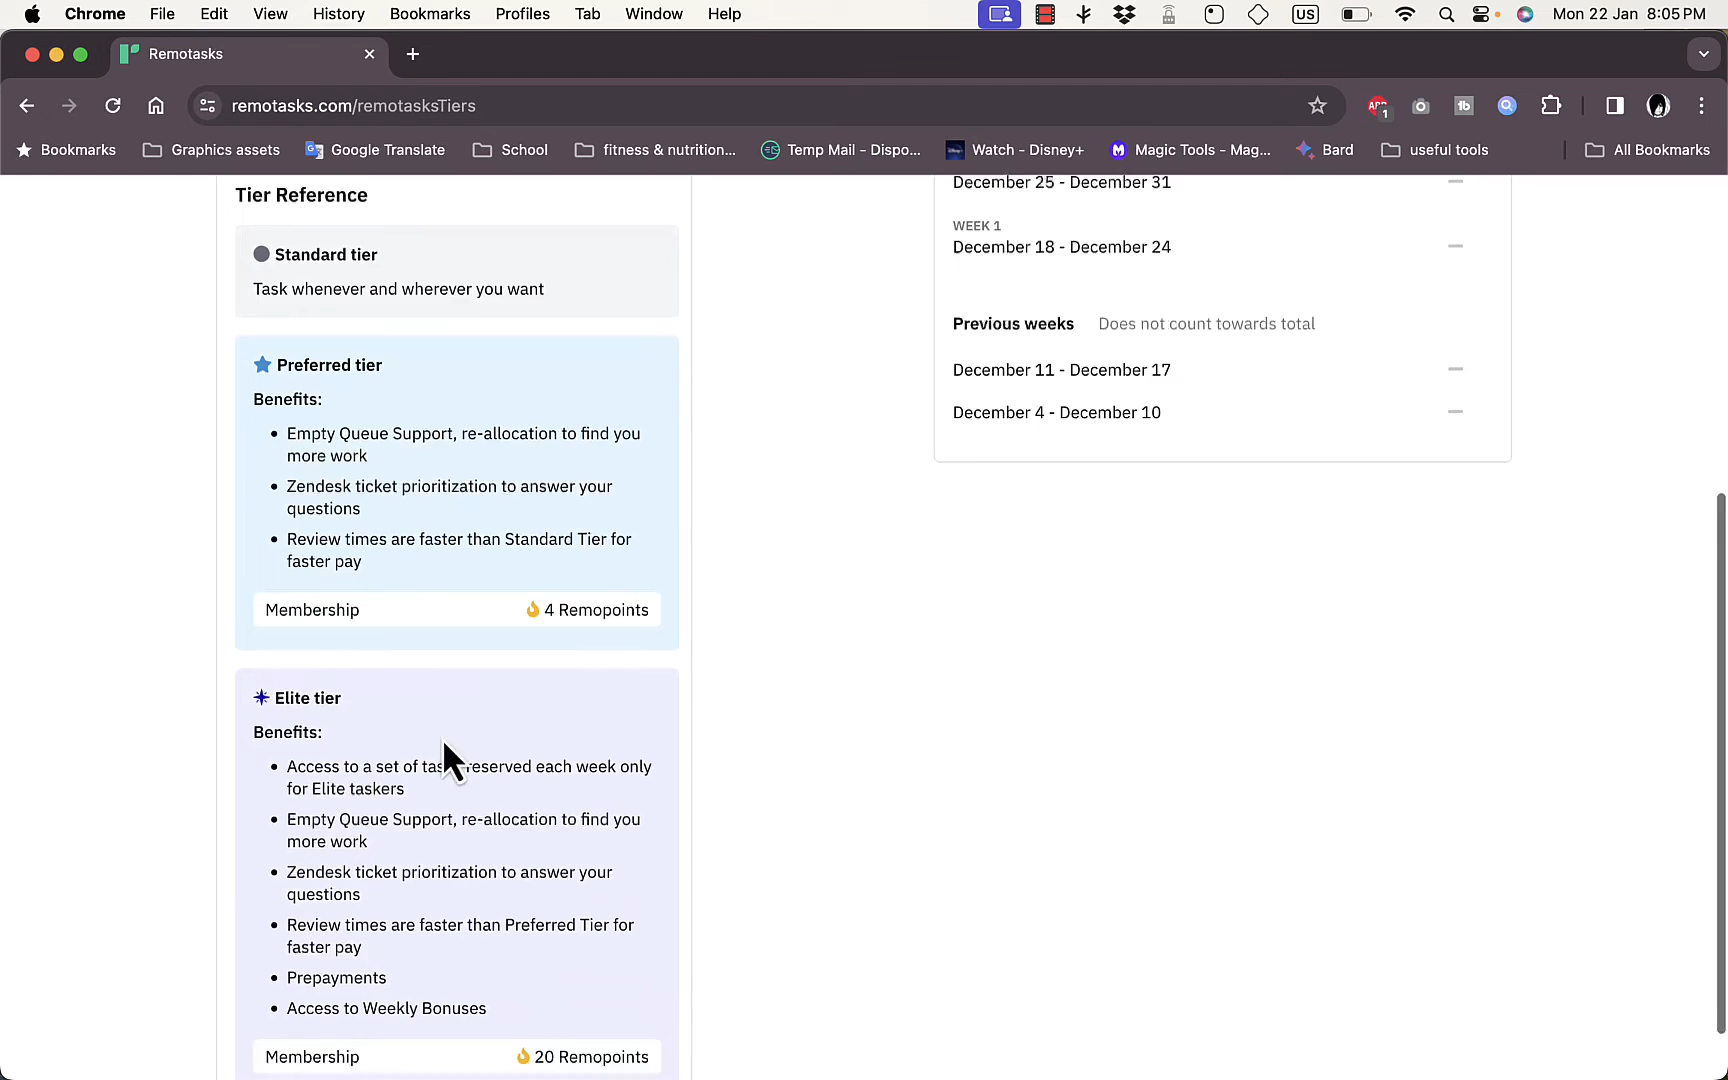 Chrome File Edit View History Bookmarks Profiles Tab Window Help US Mon 22 Jan 8:05 PM
Remotasks
remotasks.com/remotasksTiers ABP 1 tb
Bookmarks Graphics assets Google Translate School fitness & nutrition... Temp Mail - Dispo... Watch - Disney+ Magic Tools - Mag... Bard useful tools All Bookmarks
Tier Reference
Standard tier
Task whenever and wherever you want
Preferred tier
Benefits:
• Empty Queue Support, re-allocation to find you
more work
• Zendesk ticket prioritization to answer your
questions
• Review times are faster than Standard Tier for
faster pay
Membership 4 Remopoints
Elite tier
Benefits:
• Access to a set of reserved each week only
for Elite taskers
• Empty Queue Support, re-allocation to find you
more work
• Zendesk ticket prioritization to answer your
questions
• Review times are faster than Preferred Tier for
faster pay
• Prepayments
• Access to Weekly Bonuses
Membership 20 Remopoints
December 25 - December 31
WEEK 1
December 18 - December 24
Previous weeks Does not count towards total
December 11 - December 17
December 4 - December 10